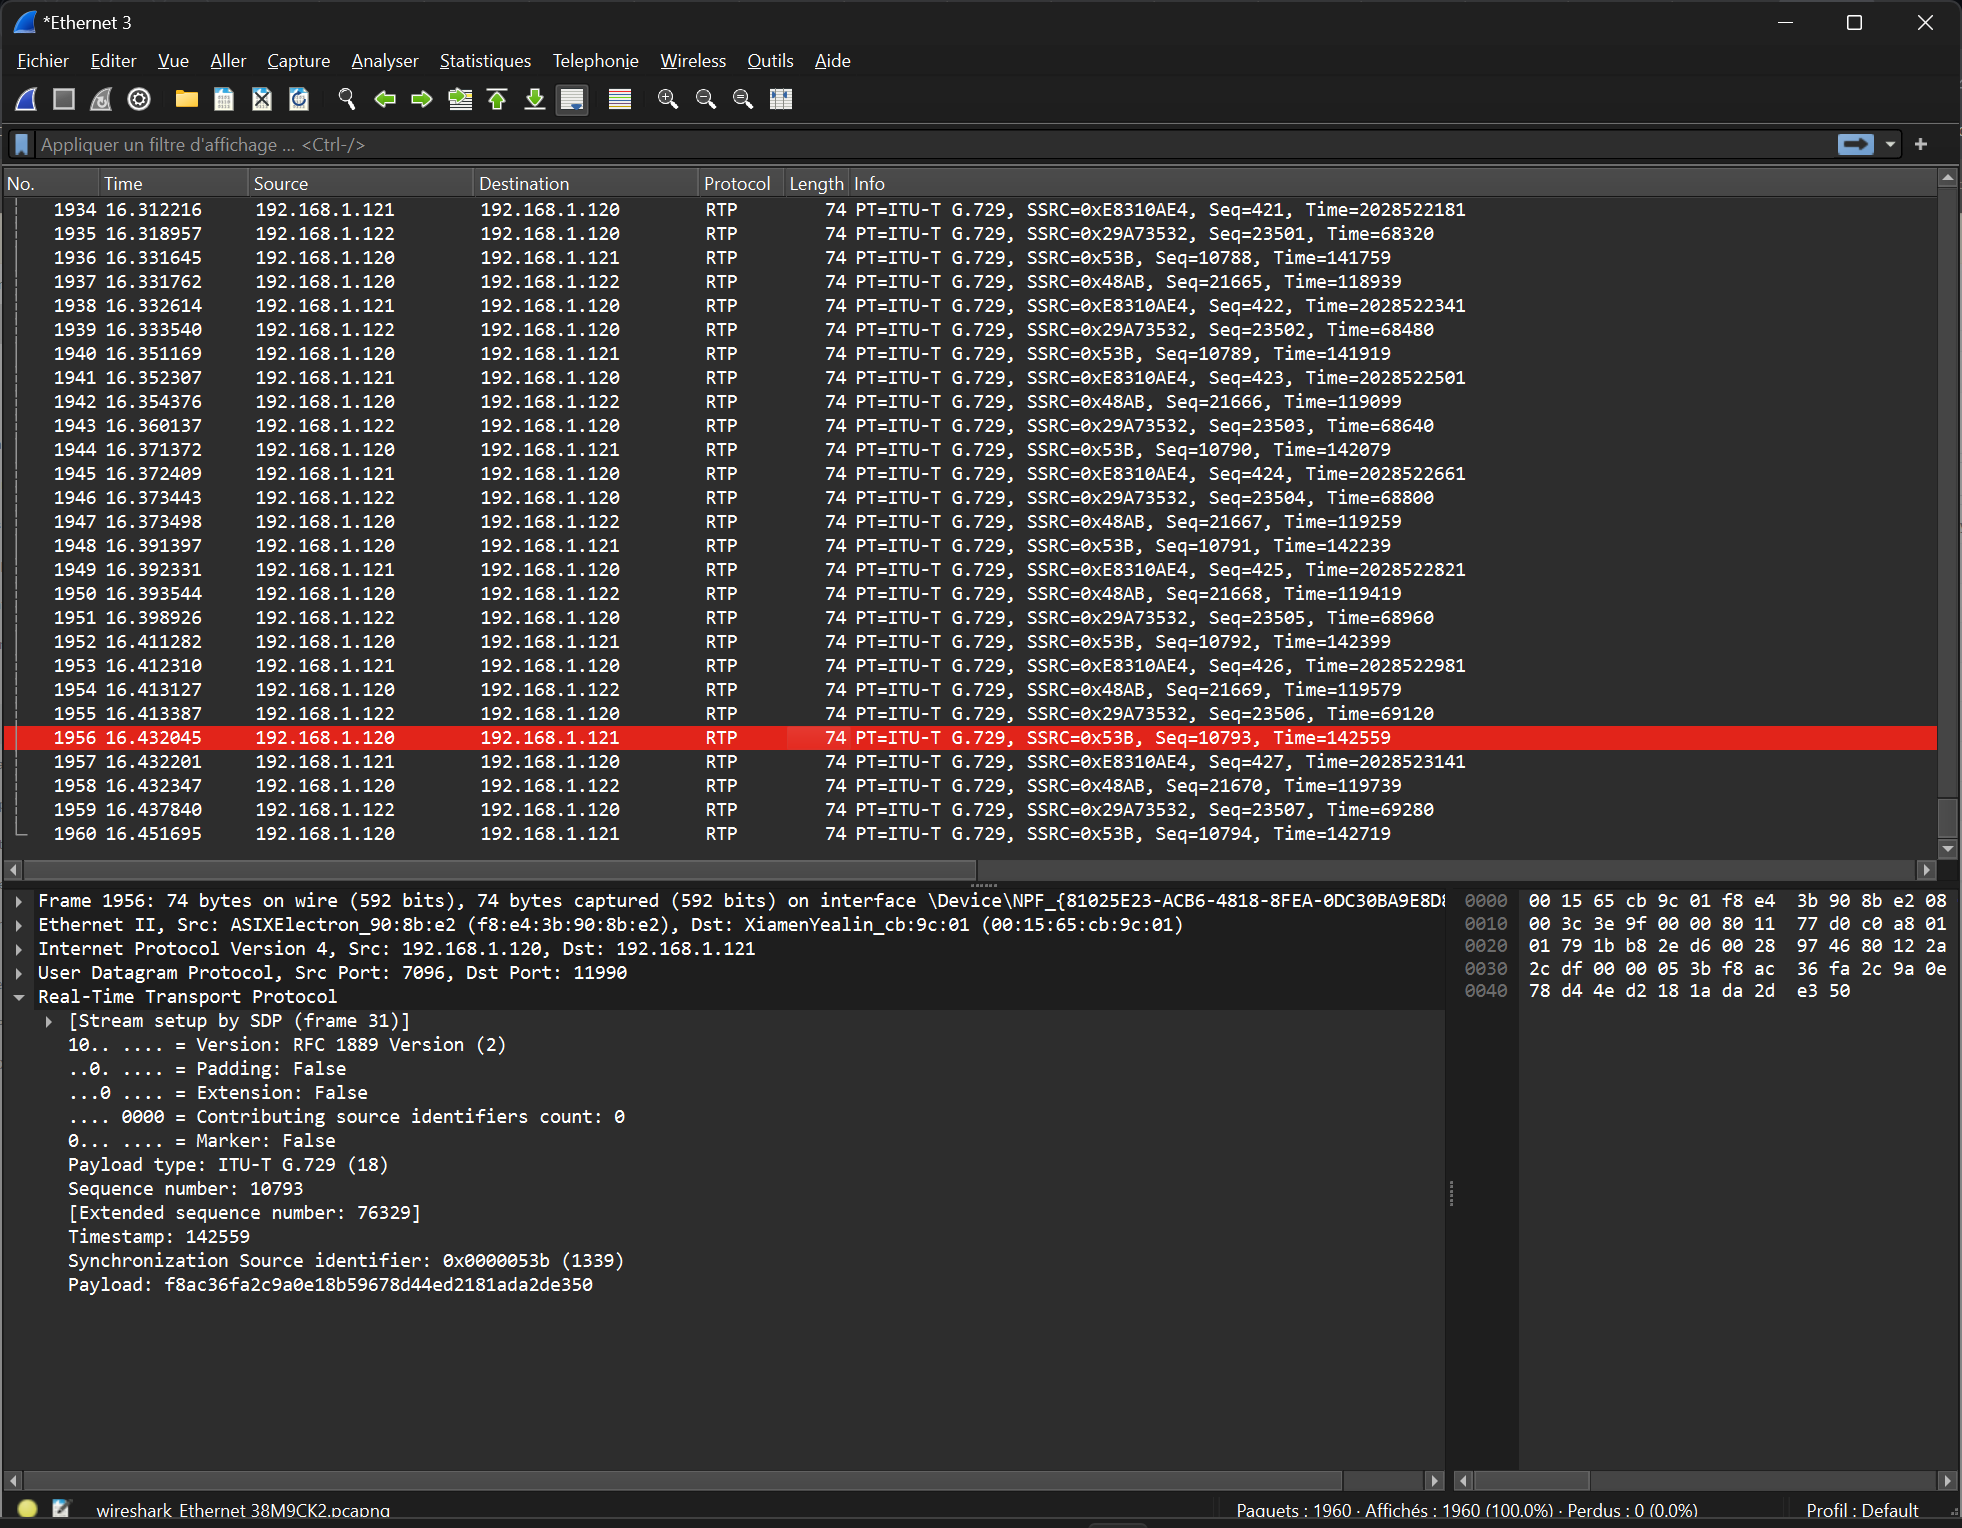 *Ethernet 3
Fichier Editer Vue Aller Capture Analyser Statistiques Telephonie Wireless Outils Aide
Appliquer un filtre d'affichage ... <Ctrl-/>
No. Time Source Destination Protocol Length Info
1934 16.312216 192.168.1.121 192.168.1.120 RTP 74 PT=ITU-T G.729, SSRC=0xE8310AE4, Seq=421, Time=2028522181
1935 16.318957 192.168.1.122 192.168.1.120 RTP 74 PT=ITU-T G.729, SSRC=0x29A73532, Seq=23501, Time=68320
1936 16.331645 192.168.1.120 192.168.1.121 RTP 74 PT=ITU-T G.729, SSRC=0x53B, Seq=10788, Time=141759
1937 16.331762 192.168.1.120 192.168.1.122 RTP 74 PT=ITU-T G.729, SSRC=0x48AB, Seq=21665, Time=118939
1938 16.332614 192.168.1.121 192.168.1.120 RTP 74 PT=ITU-T G.729, SSRC=0xE8310AE4, Seq=422, Time=2028522341
1939 16.333540 192.168.1.122 192.168.1.120 RTP 74 PT=ITU-T G.729, SSRC=0x29A73532, Seq=23502, Time=68480
1940 16.351169 192.168.1.120 192.168.1.121 RTP 74 PT=ITU-T G.729, SSRC=0x53B, Seq=10789, Time=141919
1941 16.352307 192.168.1.121 192.168.1.120 RTP 74 PT=ITU-T G.729, SSRC=0xE8310AE4, Seq=423, Time=2028522501
1942 16.354376 192.168.1.120 192.168.1.122 RTP 74 PT=ITU-T G.729, SSRC=0x48AB, Seq=21666, Time=119099
1943 16.360137 192.168.1.122 192.168.1.120 RTP 74 PT=ITU-T G.729, SSRC=0x29A73532, Seq=23503, Time=68640
1944 16.371372 192.168.1.120 192.168.1.121 RTP 74 PT=ITU-T G.729, SSRC=0x53B, Seq=10790, Time=142079
1945 16.372409 192.168.1.121 192.168.1.120 RTP 74 PT=ITU-T G.729, SSRC=0xE8310AE4, Seq=424, Time=2028522661
1946 16.373443 192.168.1.122 192.168.1.120 RTP 74 PT=ITU-T G.729, SSRC=0x29A73532, Seq=23504, Time=68800
1947 16.373498 192.168.1.120 192.168.1.122 RTP 74 PT=ITU-T G.729, SSRC=0x48AB, Seq=21667, Time=119259
1948 16.391397 192.168.1.120 192.168.1.121 RTP 74 PT=ITU-T G.729, SSRC=0x53B, Seq=10791, Time=142239
1949 16.392331 192.168.1.121 192.168.1.120 RTP 74 PT=ITU-T G.729, SSRC=0xE8310AE4, Seq=425, Time=2028522821
1950 16.393544 192.168.1.120 192.168.1.122 RTP 74 PT=ITU-T G.729, SSRC=0x48AB, Seq=21668, Time=119419
1951 16.398926 192.168.1.122 192.168.1.120 RTP 74 PT=ITU-T G.729, SSRC=0x29A73532, Seq=23505, Time=68960
1952 16.411282 192.168.1.120 192.168.1.121 RTP 74 PT=ITU-T G.729, SSRC=0x53B, Seq=10792, Time=142399
1953 16.412310 192.168.1.121 192.168.1.120 RTP 74 PT=ITU-T G.729, SSRC=0xE8310AE4, Seq=426, Time=2028522981
1954 16.413127 192.168.1.120 192.168.1.122 RTP 74 PT=ITU-T G.729, SSRC=0x48AB, Seq=21669, Time=119579
1955 16.413387 192.168.1.122 192.168.1.120 RTP 74 PT=ITU-T G.729, SSRC=0x29A73532, Seq=23506, Time=69120
1956 16.432045 192.168.1.120 192.168.1.121 RTP 74 PT=ITU-T G.729, SSRC=0x53B, Seq=10793, Time=142559
1957 16.432201 192.168.1.121 192.168.1.120 RTP 74 PT=ITU-T G.729, SSRC=0xE8310AE4, Seq=427, Time=2028523141
1958 16.432347 192.168.1.120 192.168.1.122 RTP 74 PT=ITU-T G.729, SSRC=0x48AB, Seq=21670, Time=119739
1959 16.437840 192.168.1.122 192.168.1.120 RTP 74 PT=ITU-T G.729, SSRC=0x29A73532, Seq=23507, Time=69280
1960 16.451695 192.168.1.120 192.168.1.121 RTP 74 PT=ITU-T G.729, SSRC=0x53B, Seq=10794, Time=142719
Frame 1956: 74 bytes on wire (592 bits), 74 bytes captured (592 bits) on interface \Device\NPF_{81025E23-ACB6-4818-8FEA-0DC30BA9E8D8
Ethernet II, Src: ASIXElectron_90:8b:e2 (f8:e4:3b:90:8b:e2), Dst: XiamenYealin_cb:9c:01 (00:15:65:cb:9c:01)
Internet Protocol Version 4, Src: 192.168.1.120, Dst: 192.168.1.121
User Datagram Protocol, Src Port: 7096, Dst Port: 11990
Real-Time Transport Protocol
[Stream setup by SDP (frame 31)]
10.. .... = Version: RFC 1889 Version (2)
..0. .... = Padding: False
...0 .... = Extension: False
.... 0000 = Contributing source identifiers count: 0
0... .... = Marker: False
Payload type: ITU-T G.729 (18)
Sequence number: 10793
[Extended sequence number: 76329]
Timestamp: 142559
Synchronization Source identifier: 0x0000053b (1339)
Payload: f8ac36fa2c9a0e18b59678d44ed2181ada2de350
0000 00 15 65 cb 9c 01 f8 e4 3b 90 8b e2 08
0010 00 3c 3e 9f 00 00 80 11 77 d0 c0 a8 01
0020 01 79 1b b8 2e d6 00 28 97 46 80 12 2a
0030 2c df 00 00 05 3b f8 ac 36 fa 2c 9a 0e
0040 78 d4 4e d2 18 1a da 2d e3 50
wireshark_Ethernet 38M9CK2.pcapng
Paquets : 1960 · Affichés : 1960 (100.0%) · Perdus : 0 (0.0%)
Profil : Default